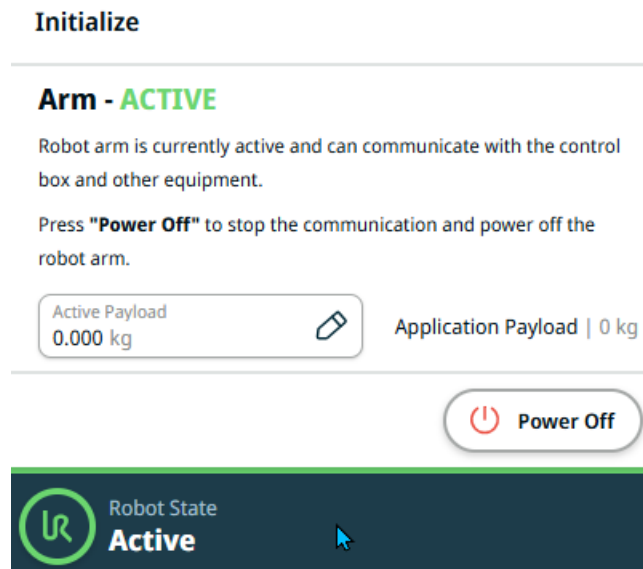 Initialize
Arm - ACTIVE
Robot arm is currently active and can communicate with the control
box and other equipment.
Press "Power Off" to stop the communication and power off the
robot arm.
Active Payload
0.000 kg
Application Payload | 0 kg
Power Off
UR
Robot State
Active